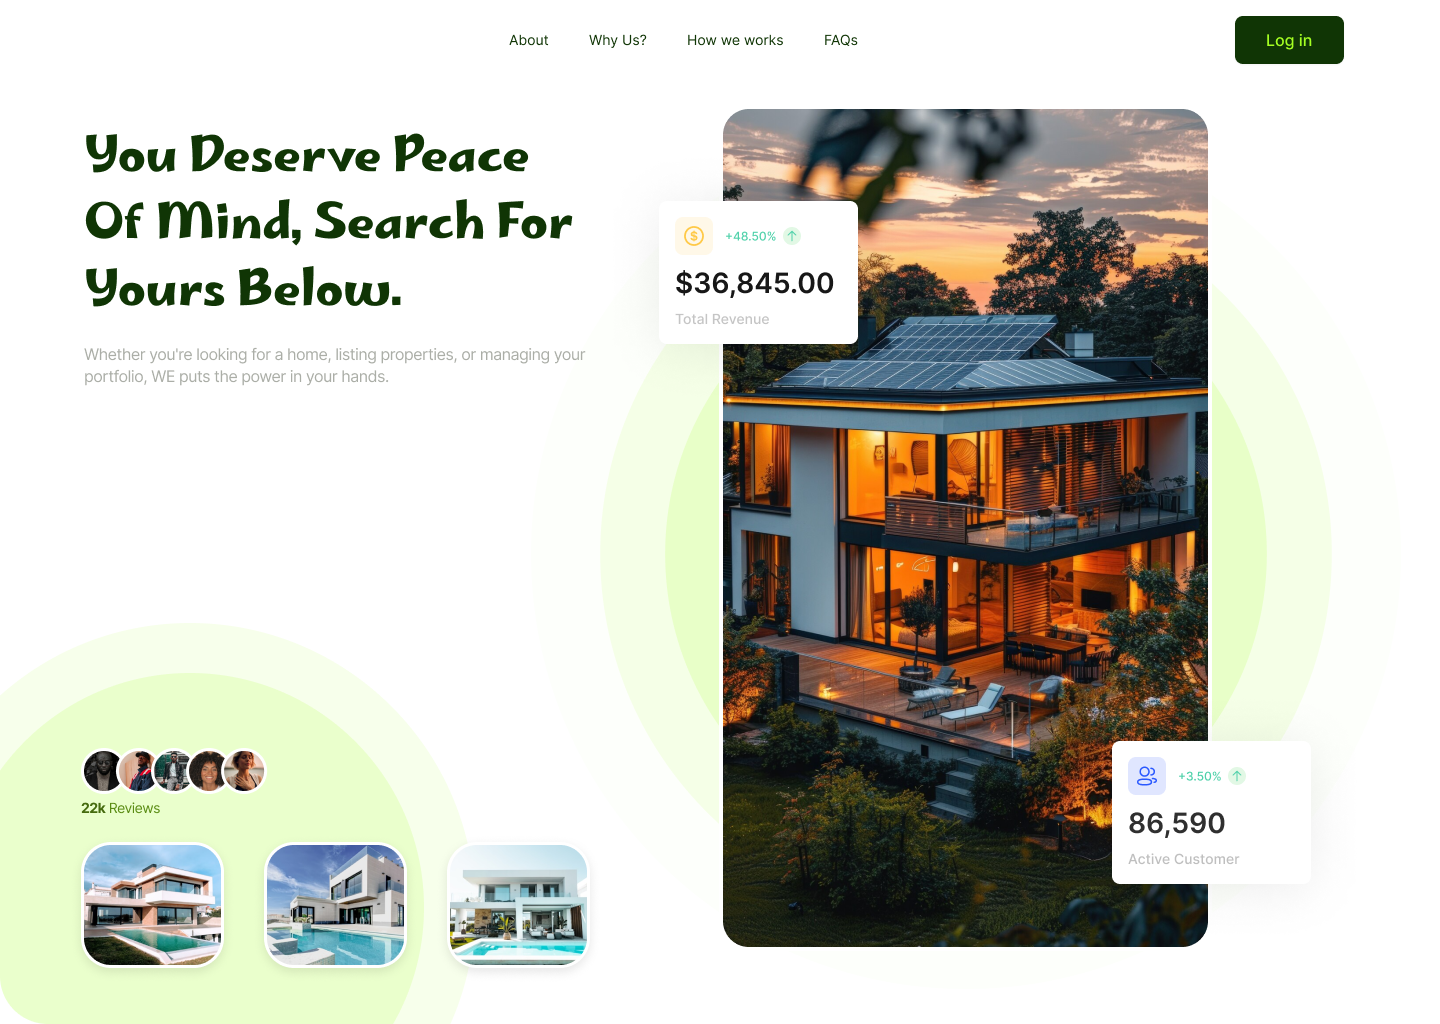 About
Why Us?
How we works
FAQs
Log in
You Deserve Peace
Of Mind, Search For
Yours Below.
Whether you're looking for a home, listing properties, or managing your
portfolio, WE puts the power in your hands.
$
+48.50%
$36,845.00
Total Revenue
22k Reviews
+3.50%
86,590
Active Customer